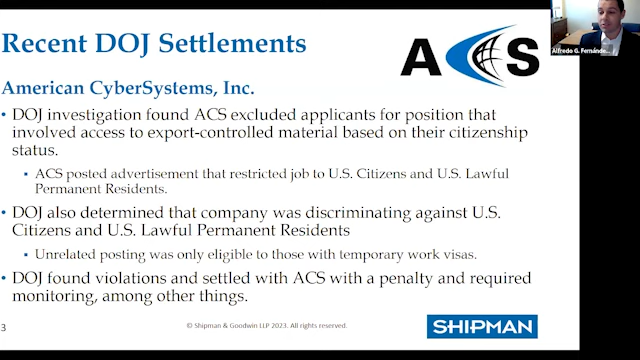 Recent DOJ Settlements
ACS
Alfredo G. Fernánde...
American CyberSystems, Inc.
• DOJ investigation found ACS excluded applicants for position that
involved access to export-controlled material based on their citizenship
status.
▪ ACS posted advertisement that restricted job to U.S. Citizens and U.S. Lawful
Permanent Residents.
• DOJ also determined that company was discriminating against U.S.
Citizens and U.S. Lawful Permanent Residents
▪ Unrelated posting was only eligible to those with temporary work visas.
• DOJ found violations and settled with ACS with a penalty and required
monitoring, among other things.
3
© Shipman & Goodwin LLP 2023. All rights reserved.
SHIPMAN